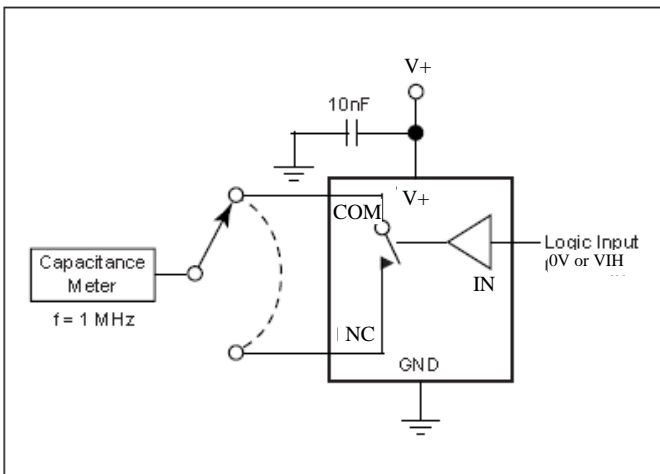 V+
10nF
V+
COM
Logic Input
0V or VIH
Capacitance
Meter
IN
f = 1 MHz
NC
GND